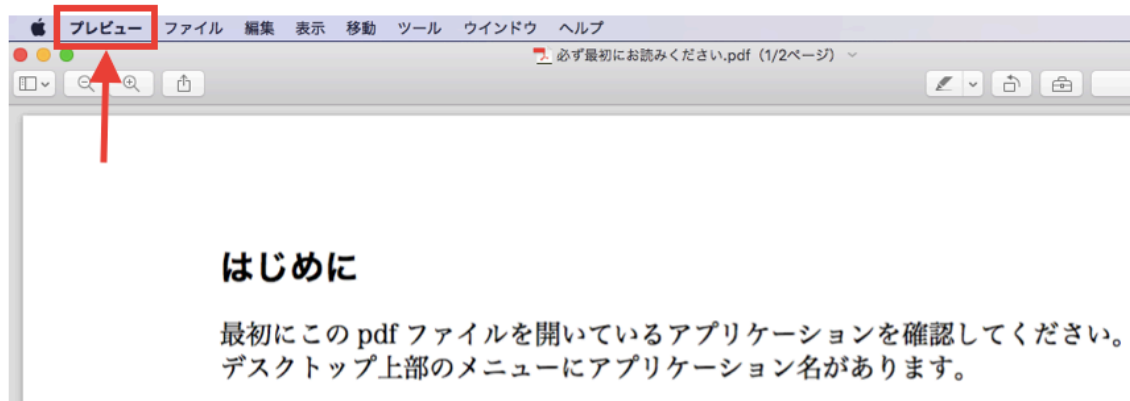 プレビュー ファイル 編集 表示 移動 ツール ウインドウ ヘルプ
必ず最初にお読みください.pdf（1/2ページ）
はじめに
最初にこの pdf ファイルを開いているアプリケーションを確認してください。
デスクトップ上部のメニューにアプリケーション名があります。